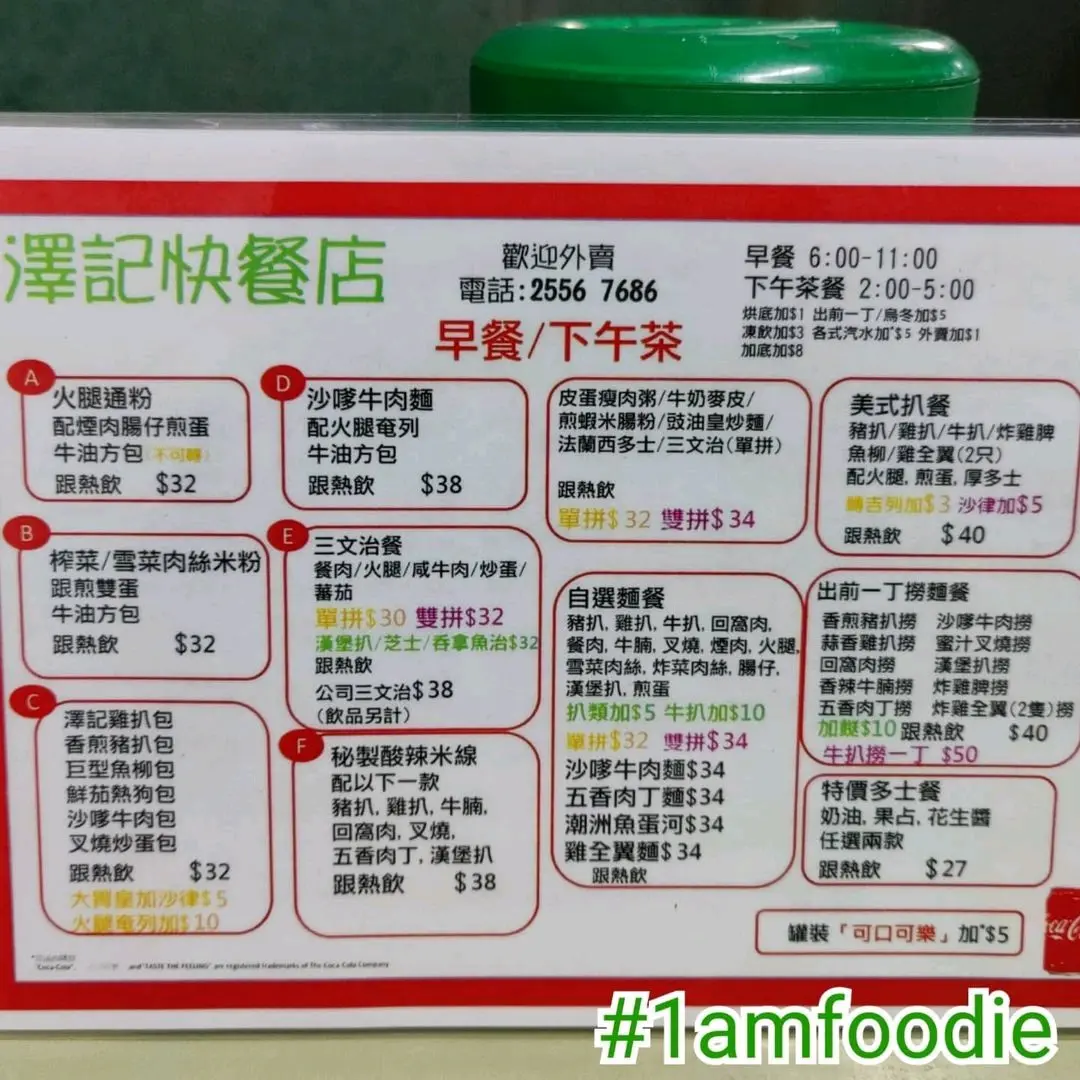 澤記快餐店
歡迎外賣
電話:2556 7686
早餐/下午茶
早餐 6:00-11:00
下午茶餐 2:00-5:00
烘底加$1 出前一丁/烏冬加$5
凍飲加$3 各式汽水加*$5 外賣加$1
加底加$8
A
火腿通粉
配煙肉腸仔煎蛋
牛油方包(不可轉)
跟熱飲 $32
B
榨菜/雪菜肉絲米粉
跟煎雙蛋
牛油方包
跟熱飲 $32
C
澤記雞扒包
香煎豬扒包
巨型魚柳包
鮮茄熱狗包
沙嗲牛肉包
叉燒炒蛋包
跟熱飲 $32
大胃皇加沙律$5
火腿奄列加$10
D
沙嗲牛肉麵
配火腿奄列
牛油方包
跟熱飲 $38
E
三文治餐
餐肉/火腿/咸牛肉/炒蛋/
蕃茄
單拼$30 雙拼$32
漢堡扒/芝士/吞拿魚治$32
跟熱飲
公司三文治$38
(飲品另計)
F
秘製酸辣米線
配以下一款
豬扒, 雞扒, 牛腩,
回窩肉, 叉燒,
五香肉丁, 漢堡扒
跟熱飲 $38
皮蛋瘦肉粥/牛奶麥皮/
煎蝦米腸粉/豉油皇炒麵/
法蘭西多士/三文治(單拼)
跟熱飲
單拼$32 雙拼$34
自選麵餐
豬扒, 雞扒, 牛扒, 回窩肉,
餐肉, 牛腩, 叉燒, 煙肉, 火腿,
雪菜肉絲, 炸菜肉絲, 腸仔,
漢堡扒, 煎蛋
扒類加$5 牛扒加$10
單拼$32 雙拼$34
沙嗲牛肉麵$34
五香肉丁麵$34
潮洲魚蛋河$34
雞全翼麵$34
跟熱飲
美式扒餐
豬扒/雞扒/牛扒/炸雞脾
魚柳/雞全翼(2只)
配火腿, 煎蛋, 厚多士
轉吉列加$3 沙律加$5
跟熱飲 $40
出前一丁撈麵餐
香煎豬扒撈 沙嗲牛肉撈
蒜香雞扒撈 蜜汁叉燒撈
回窩肉撈 漢堡扒撈
香辣牛腩撈 炸雞脾撈
五香肉丁撈 炸雞全翼(2隻)撈
加餸$10 跟熱飲 $40
牛扒撈一丁 $50
特價多士餐
奶油, 果占, 花生醬
任選兩款
跟熱飲 $27
罐裝「可口可樂」加*$5
"Coca-Cola", and "TASTE THE FEELING" are registered trademarks of The Coca-Cola Company
#1amfoodie